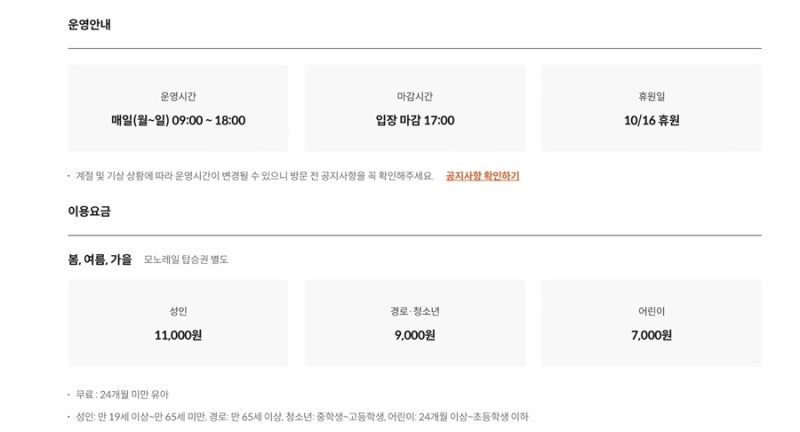 운영안내
운영시간
매일(월~일) 09:00 ~ 18:00
마감시간
입장 마감 17:00
휴원일
10/16 휴원
· 계절 및 기상 상황에 따라 운영시간이 변경될 수 있으니 방문 전 공지사항을 꼭 확인해주세요. 공지사항 확인하기
이용요금
봄, 여름, 가을 모노레일 탑승권 별도
성인
11,000원
경로·청소년
9,000원
어린이
7,000원
· 무료 : 24개월 미만 유아
· 성인: 만 19세 이상~만 65세 미만, 경로: 만 65세 이상, 청소년: 중학생~고등학생, 어린이: 24개월 이상~초등학생 이하